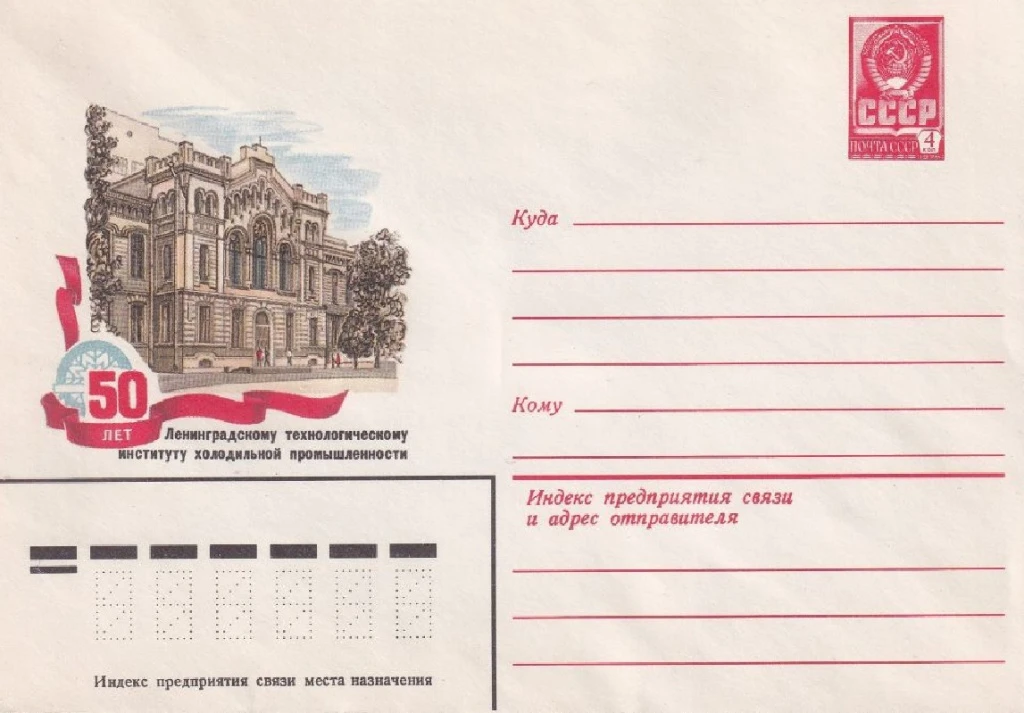 СССР
ПОЧТА СССР 4
КОП
Куда
50
ЛЕТ
Ленинградскому технологическому
институту холодильной промышленности
Кому
Индекс предприятия связи
и адрес отправителя
Индекс предприятия связи места назначения